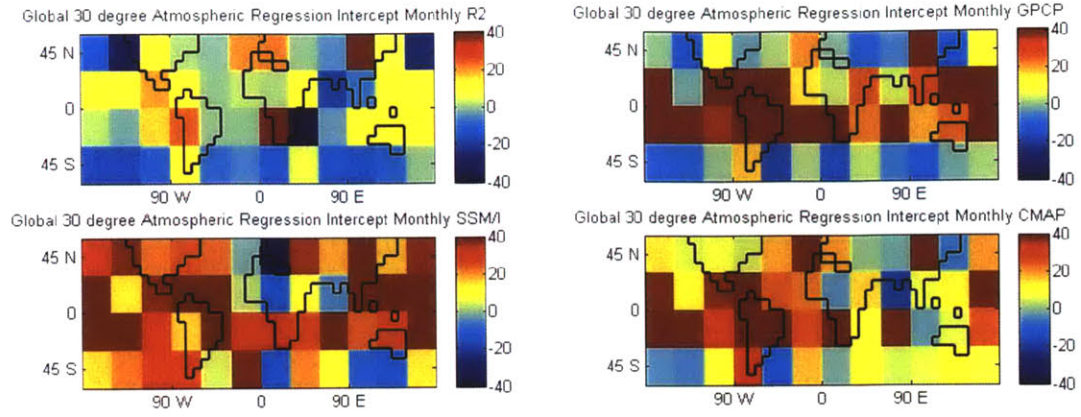 Global 30 degree Atmospheric Regression Intercept Monthly R2
45 N
0
45 S
90 W
0
90 E
40
20
0
-20
-40
Global 30 degree Atmospheric Regression Intercept Monthly GPCP
45 N
0
45 S
90 W
0
90 E
40
20
0
-20
-40
Global 30 degree Atmospheric Regression Intercept Monthly SSM/I
45 N
0
45 S
90 W
0
90 E
40
20
0
-20
-40
Global 30 degree Atmospheric Regression Intercept Monthly CMAP
45 N
0
45 S
90 W
0
90 E
40
20
0
-20
-40